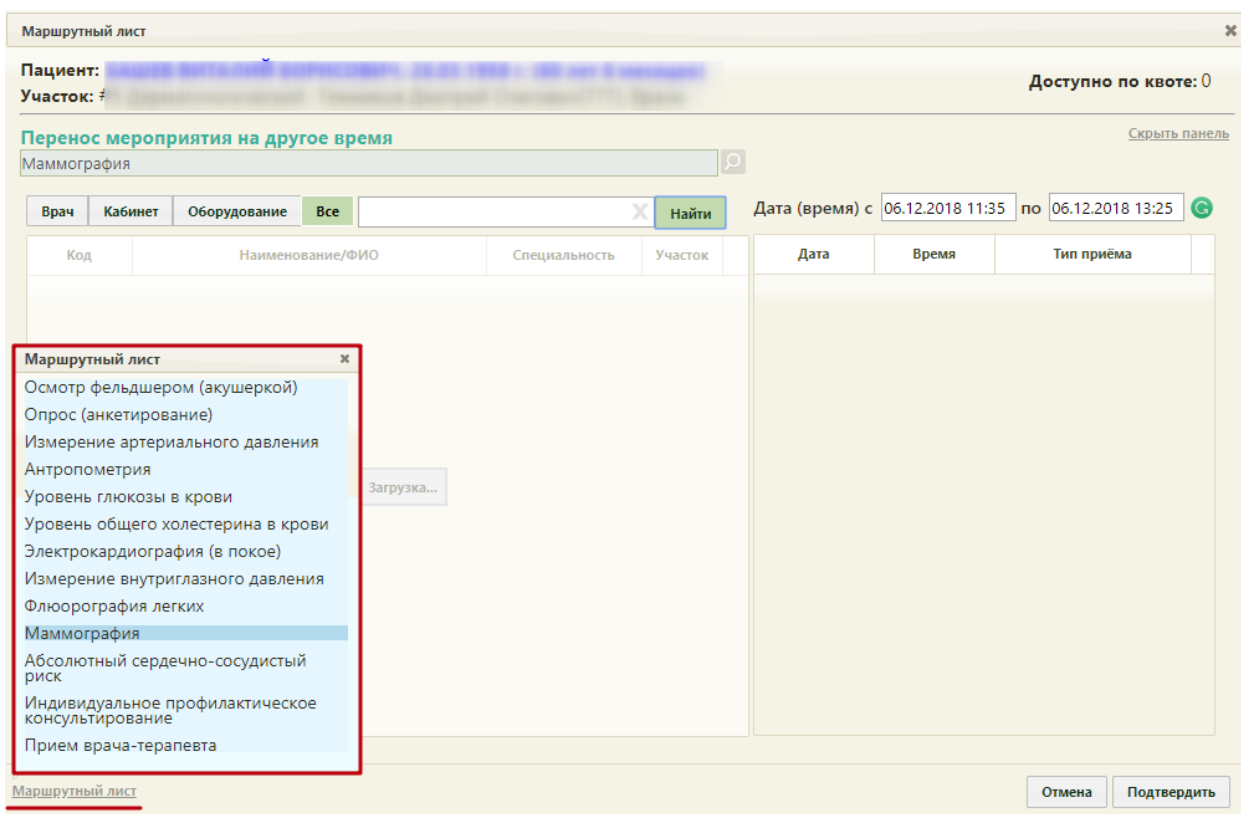 Маршрутный лист
Пациент:
Участок: #
Доступно по квоте: 0
Перенос мероприятия на другое время
Скрыть панель
Маммография
Врач Кабинет Оборудование Все Найти Дата (время) с 06.12.2018 11:35 по 06.12.2018 13:25
Код Наименование/ФИО Специальность Участок Дата Время Тип приёма
Загрузка...
Маршрутный лист
Осмотр фельдшером (акушеркой)
Опрос (анкетирование)
Измерение артериального давления
Антропометрия
Уровень глюкозы в крови
Уровень общего холестерина в крови
Электрокардиография (в покое)
Измерение внутриглазного давления
Флюорография легких
Маммография
Абсолютный сердечно-сосудистый
риск
Индивидуальное профилактическое
консультирование
Прием врача-терапевта
Маршрутный лист
Отмена Подтвердить